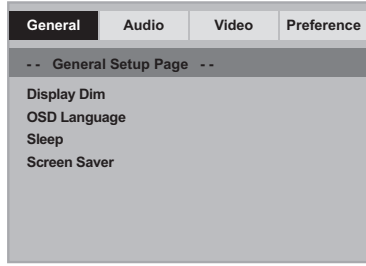 General Audio Video Preference
- - General Setup Page - -
Display Dim
OSD Language
Sleep
Screen Saver